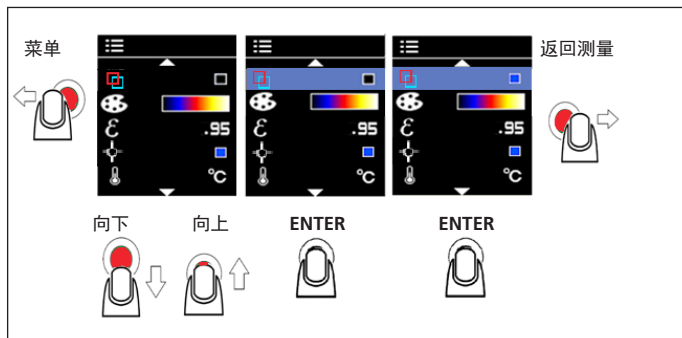 菜单
返回测量
ε .95 ℃
ε .95 ℃
ε .95 ℃
向下
向上
ENTER
ENTER